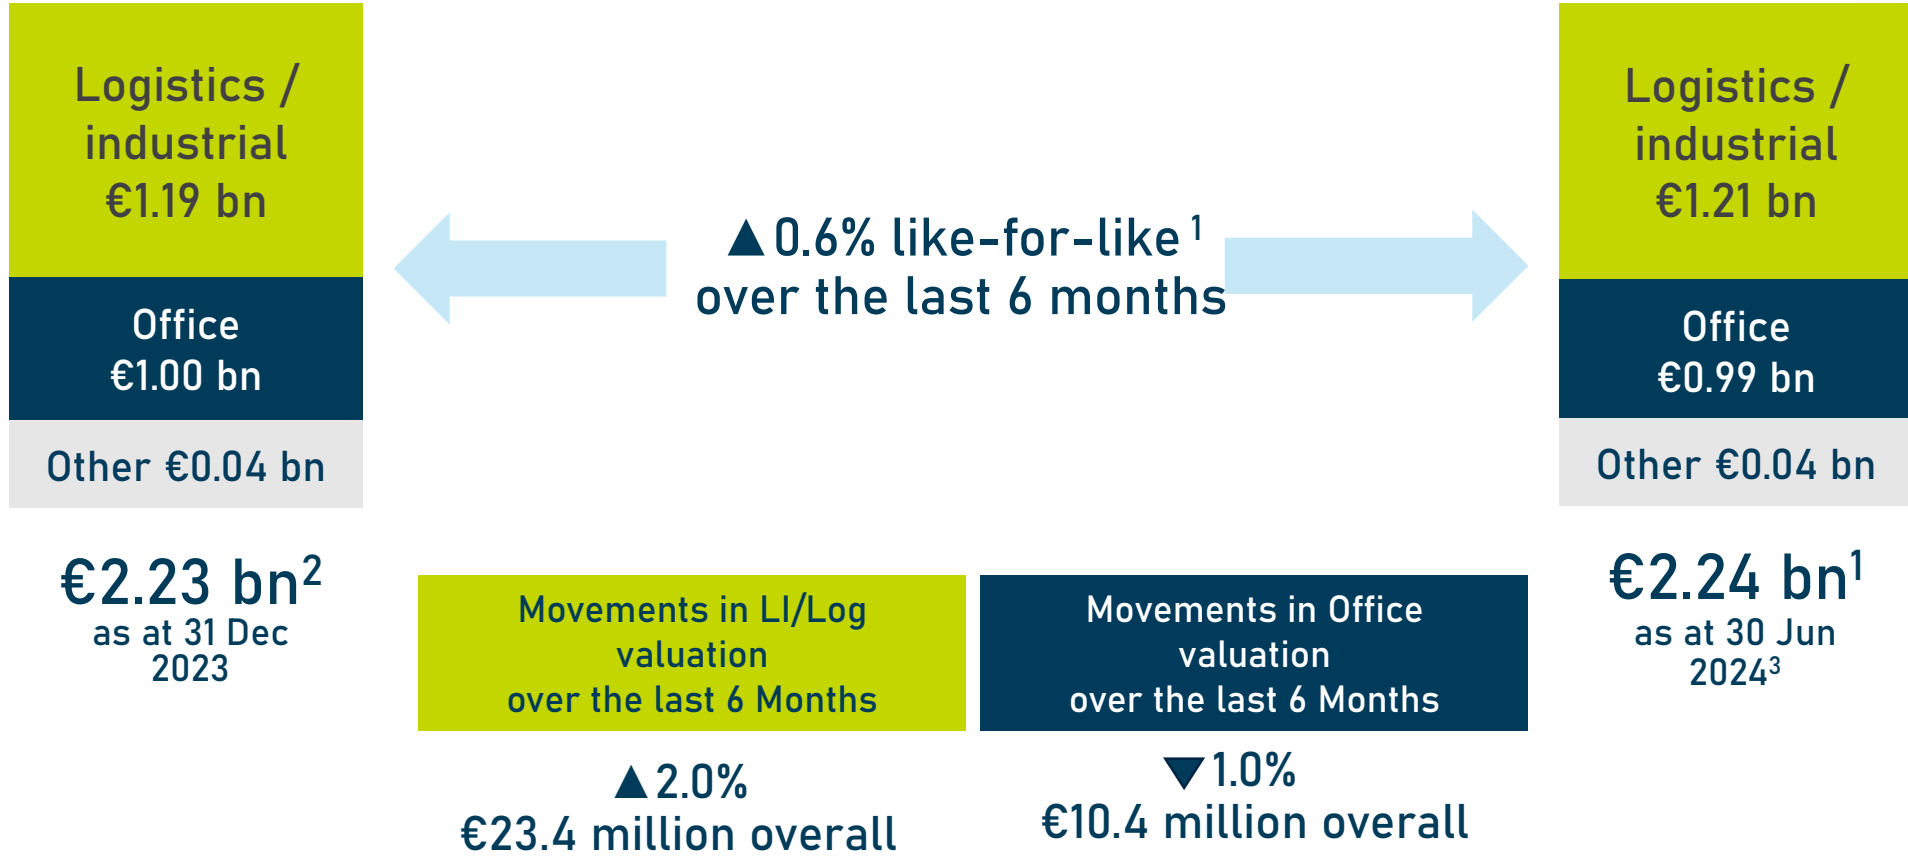 Logistics /
industrial
€1.19 bn
Office
€1.00 bn
Other €0.04 bn
€2.23 bn2
as at 31 Dec
2023
▲0.6% like-for-like 1
over the last 6 months
Movements in LI/Log
valuation
over the last 6 Months
▲2.0%
€23.4 million overall
Movements in Office
valuation
over the last 6 Months
▼1.0%
€10.4 million overall
Logistics /
industrial
€1.21 bn
Office
€0.99 bn
Other €0.04 bn
€2.24 bn1
as at 30 Jun
20243